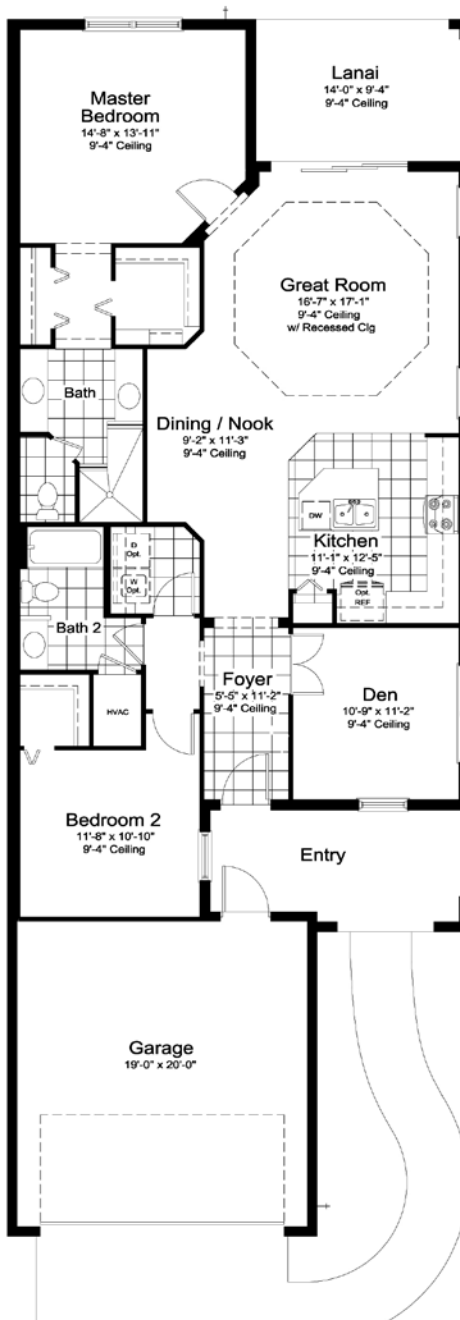 Lanai
14'-0" x 9'-4"
9'-4" Ceiling
Master
Bedroom
14'-8" x 13'-11"
9'-4" Ceiling
Great Room
16'-7" x 17'-1"
9'-4" Ceiling
w/ Recessed Clg
Bath
Dining / Nook
9'-2" x 11'-3"
9'-4" Ceiling
DW
Kitchen
11'-1" x 12'-5"
9'-4" Ceiling
Opt.
REF
D
Opt.
W
Opt.
Bath 2
HVAC
Foyer
5'-5" x 11'-2"
9'-4" Ceiling
Den
10'-9" x 11'-2"
9'-4" Ceiling
Bedroom 2
11'-8" x 10'-10"
9'-4" Ceiling
Entry
Garage
19'-0" x 20'-0"